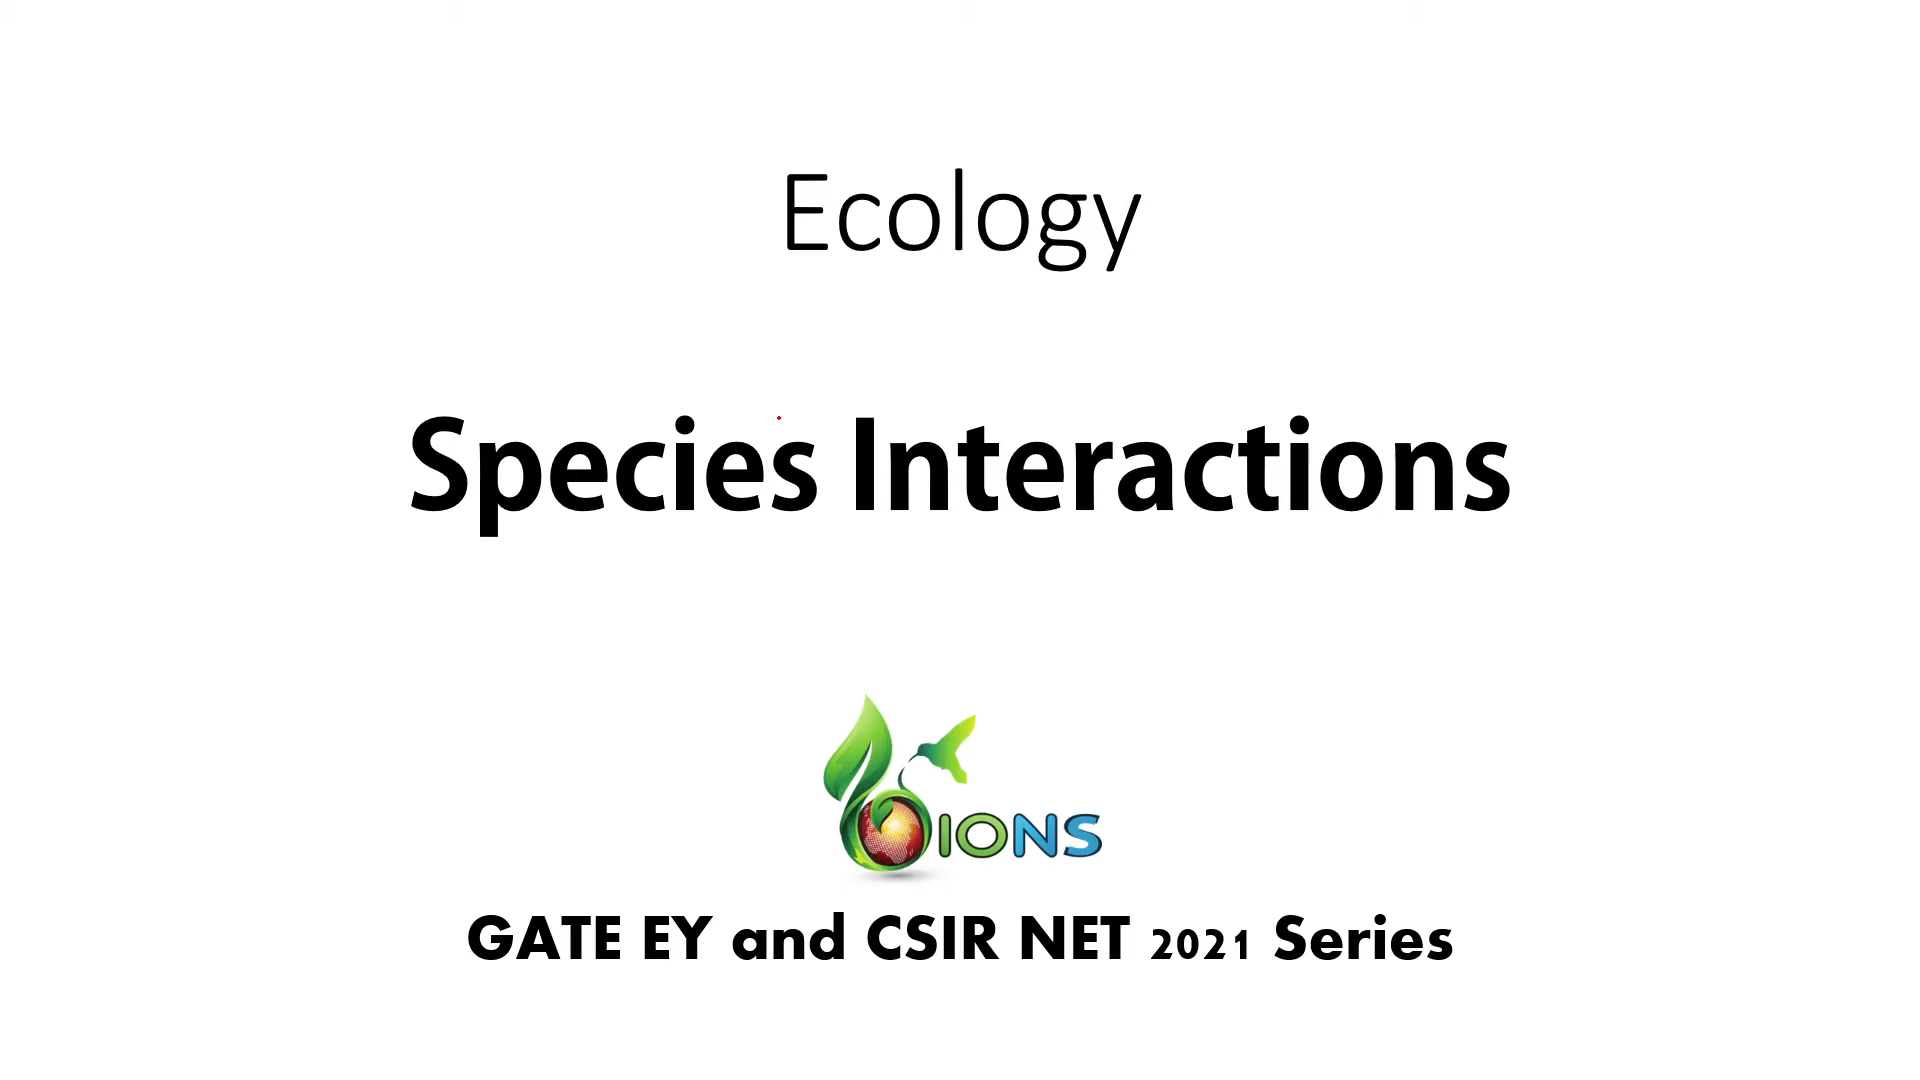 Ecology
Species Interactions
IONS
GATE EY and CSIR NET 2021 Series